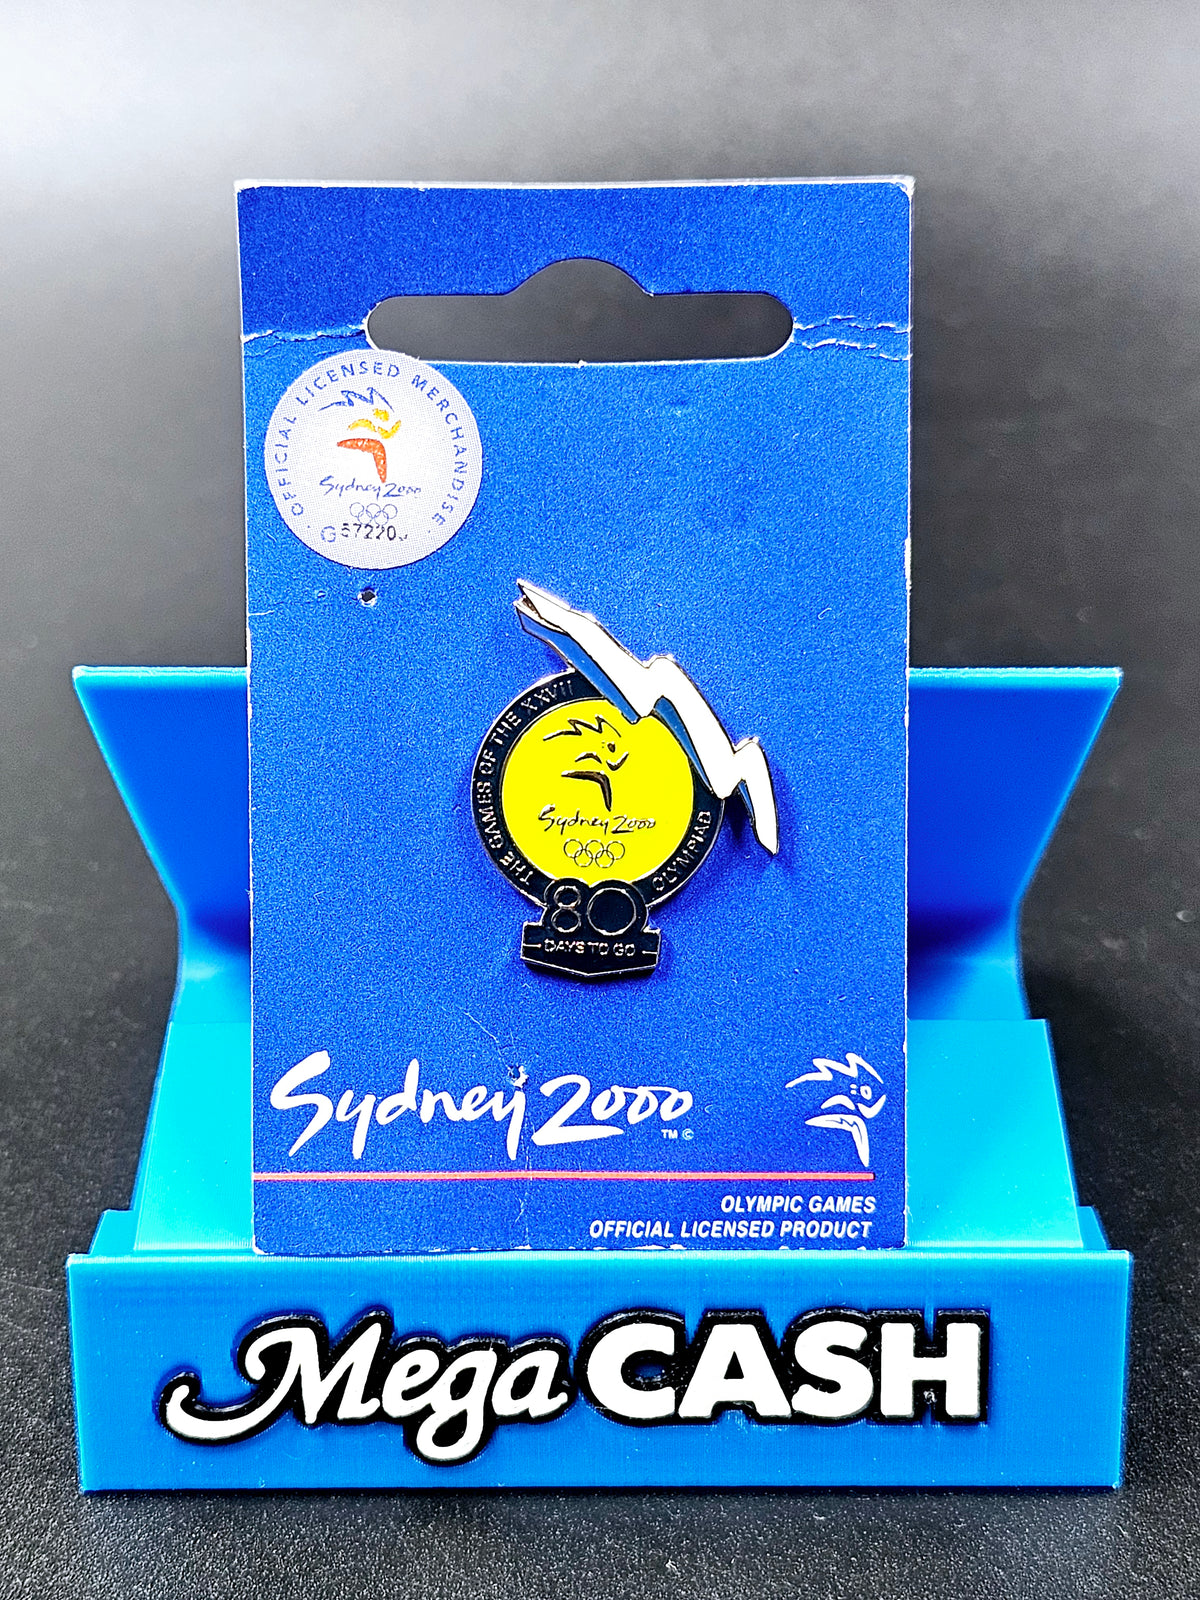 OFFICIAL LICENSED MERCHANDISE
Sydney 2000
THE GAMES OF THE XXVII OLYMPIAD
Sydney 2000
80
DAYS TO GO
Sydney 2000 TM ©
OLYMPIC GAMES
OFFICIAL LICENSED PRODUCT
Mega CASH